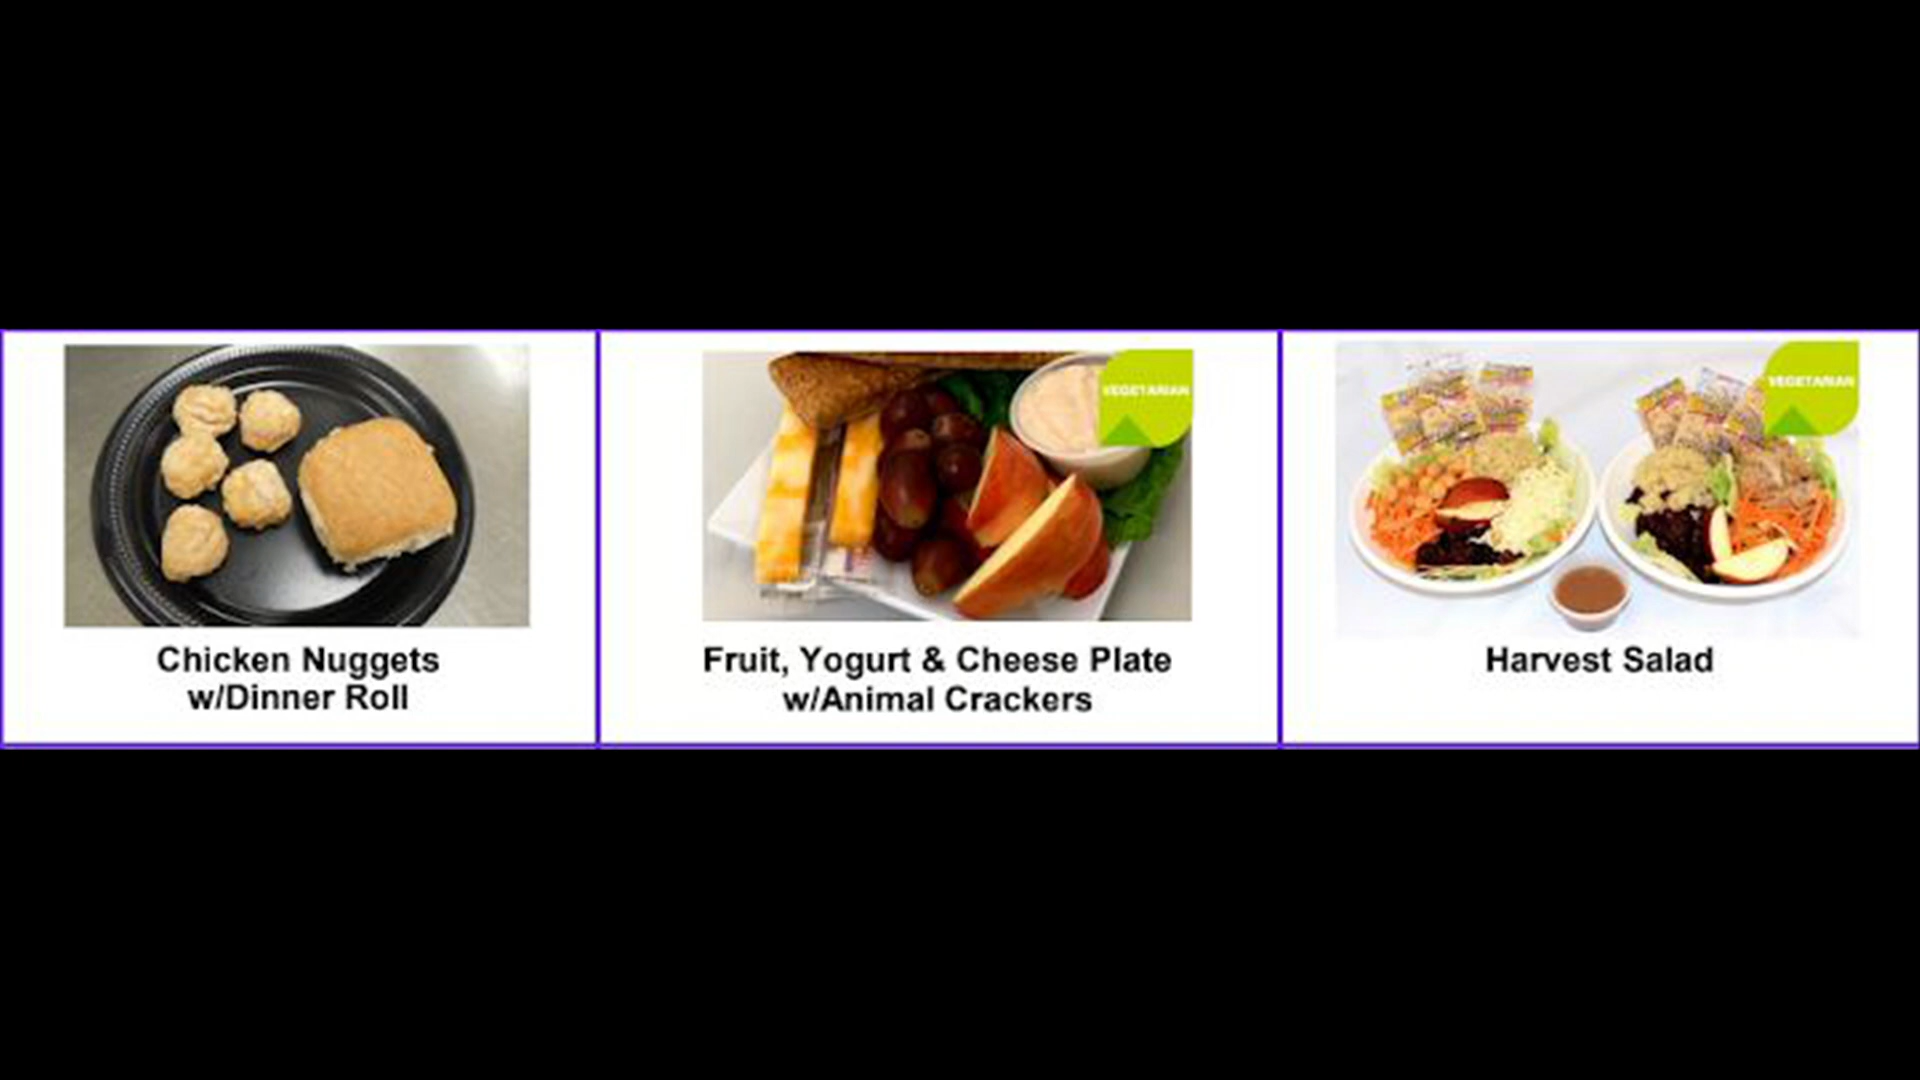 VEGETARIAN
VEGETARIAN
Chicken Nuggets
w/Dinner Roll
Fruit, Yogurt & Cheese Plate
w/Animal Crackers
Harvest Salad